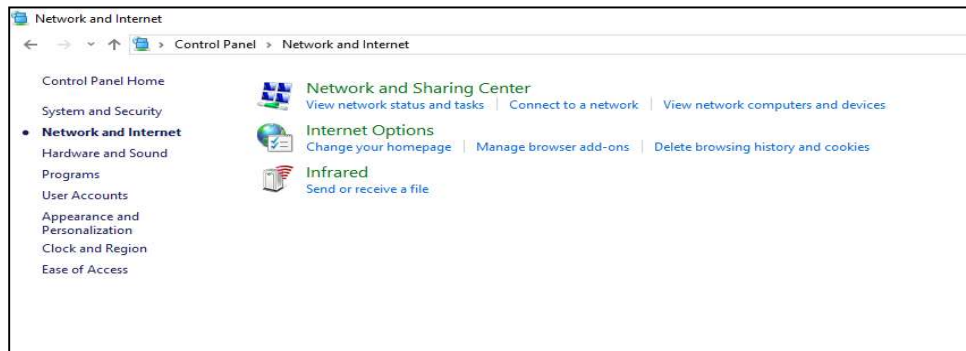 Network and Internet
Control Panel > Network and Internet
Control Panel Home
System and Security
Network and Internet
Hardware and Sound
Programs
User Accounts
Appearance and
Personalization
Clock and Region
Ease of Access
Network and Sharing Center
View network status and tasks | Connect to a network | View network computers and devices
Internet Options
Change your homepage | Manage browser add-ons | Delete browsing history and cookies
Infrared
Send or receive a file